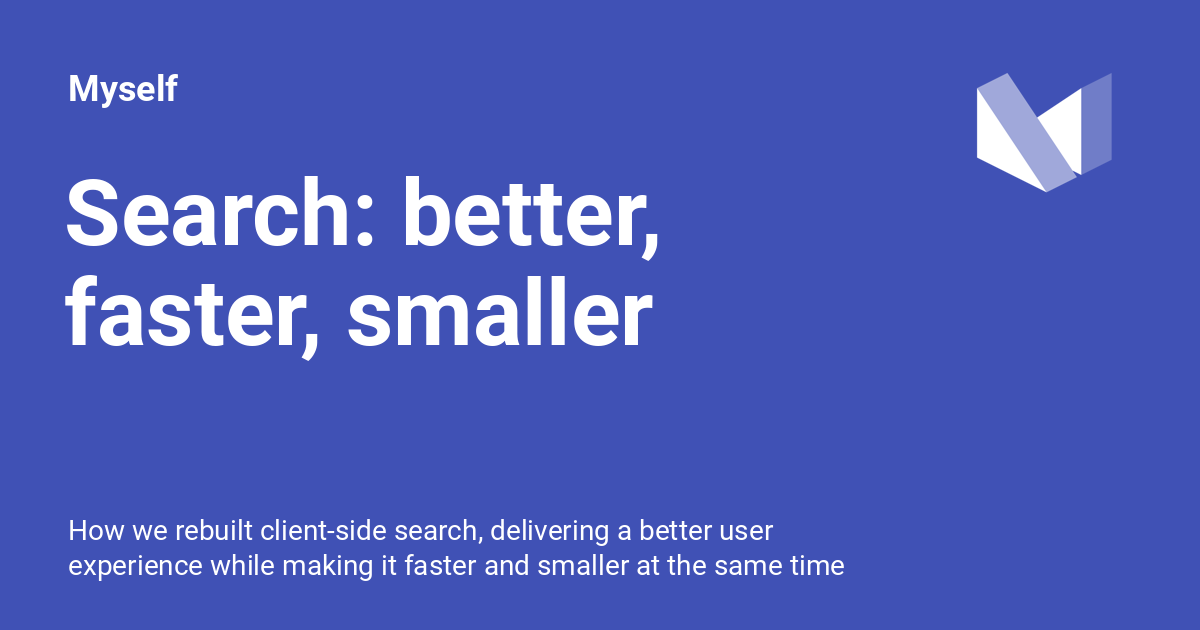 Myself
Search: better,
faster, smaller
How we rebuilt client-side search, delivering a better user
experience while making it faster and smaller at the same time